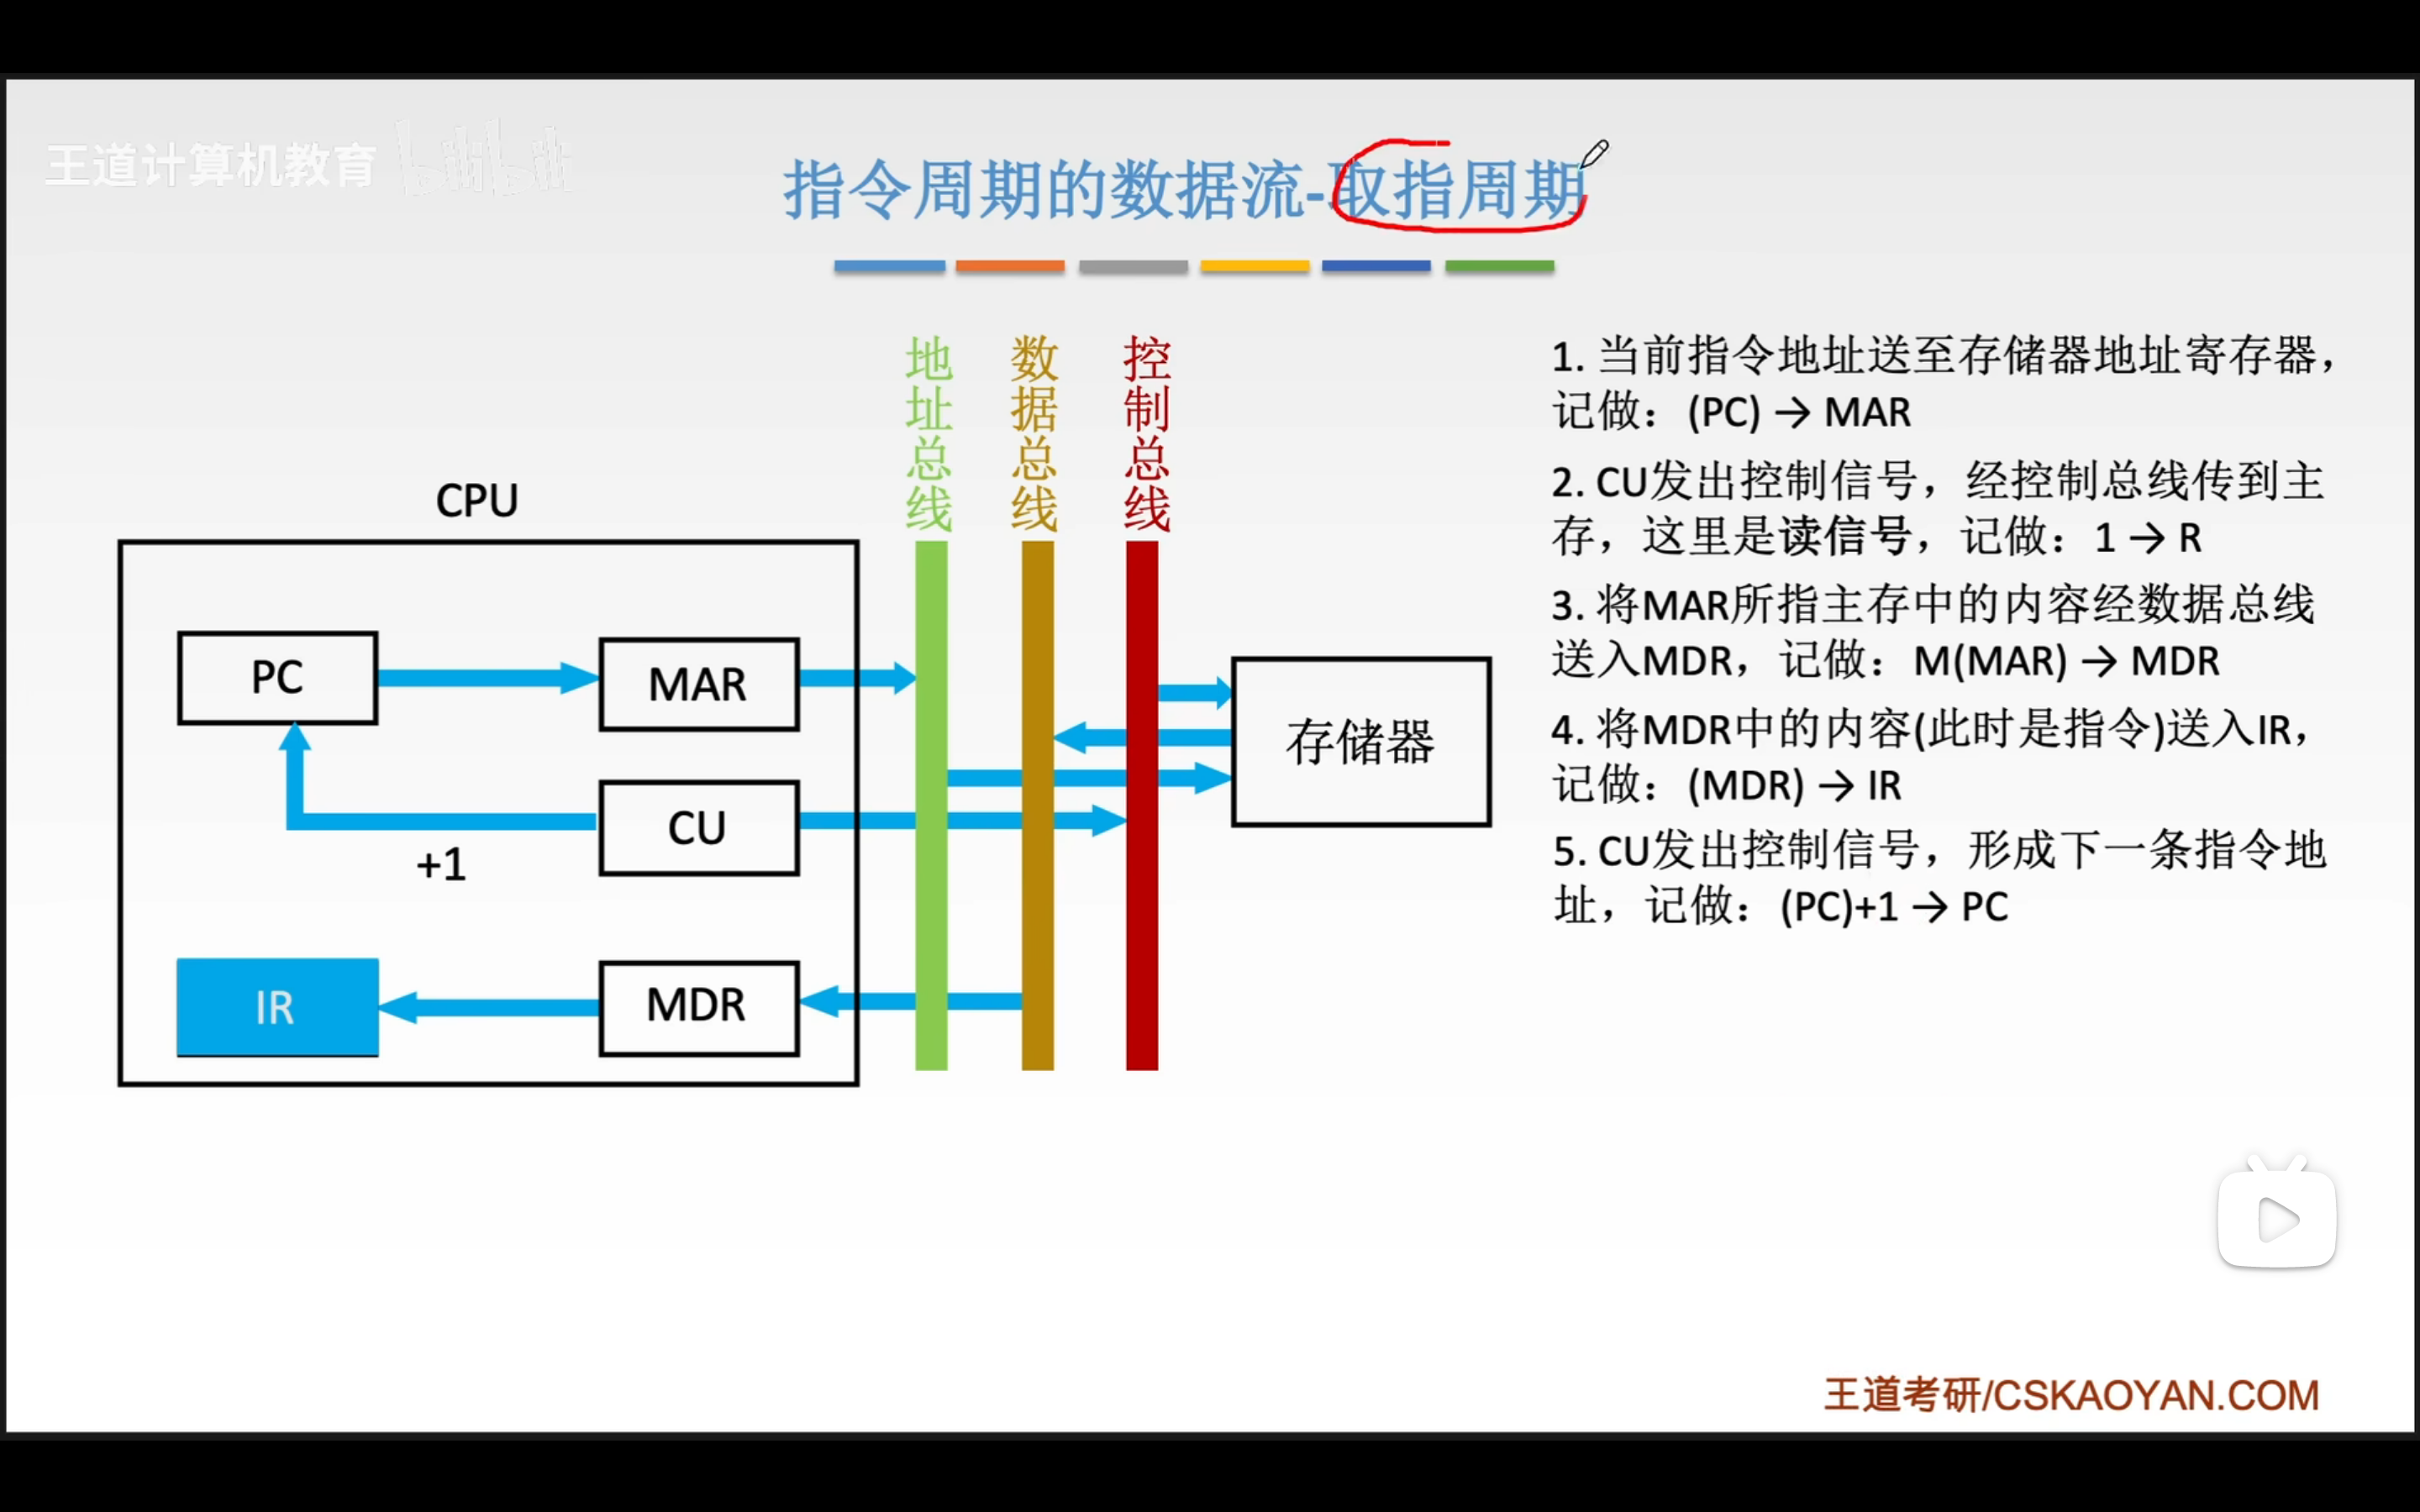 王道计算机教育 bilibili
指令周期的数据流-取指周期
地址总线
数据总线
控制总线
CPU
PC
MAR
CU
+1
IR
MDR
存储器
1. 当前指令地址送至存储器地址寄存器，
记做：(PC) → MAR
2. CU发出控制信号，经控制总线传到主
存，这里是读信号，记做：1 → R
3. 将MAR所指主存中的内容经数据总线
送入MDR，记做：M(MAR) → MDR
4. 将MDR中的内容(此时是指令)送入IR，
记做：(MDR) → IR
5. CU发出控制信号，形成下一条指令地
址，记做：(PC)+1 → PC
王道考研/CSKAOYAN.COM